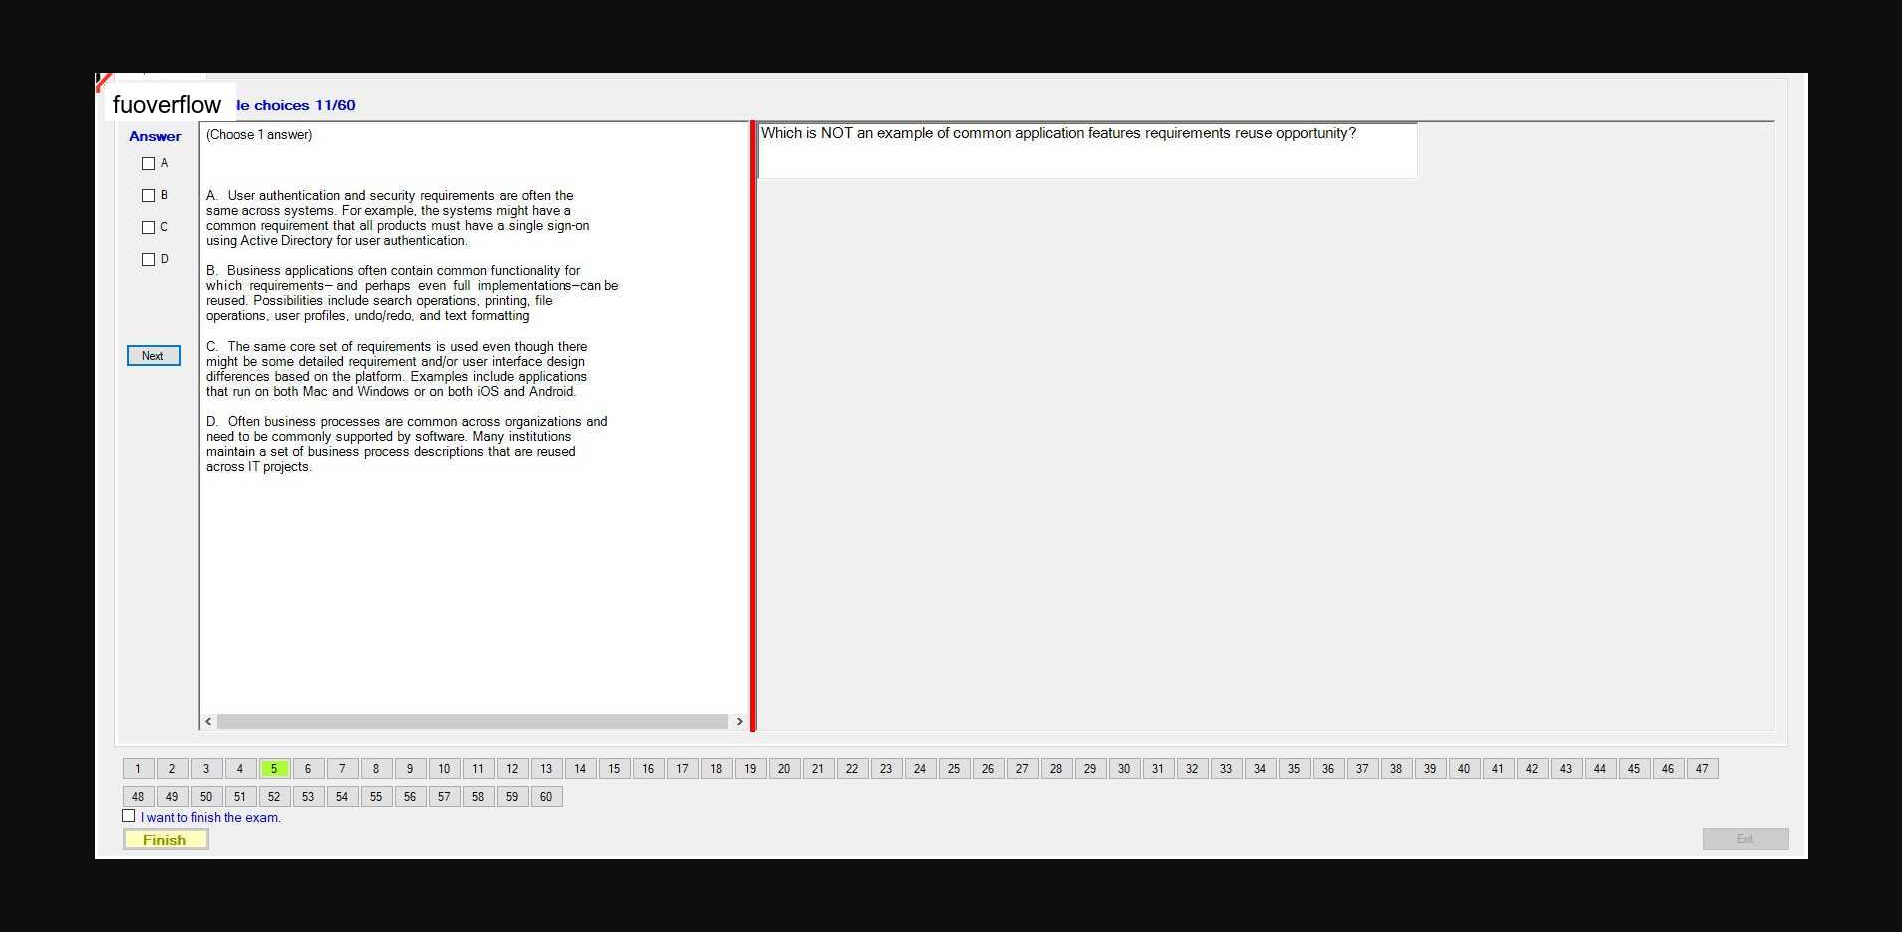 fuoverflow
le choices 11/60
Answer
A
B
C
D
Next
(Choose 1 answer)
A. User authentication and security requirements are often the
same across systems. For example, the systems might have a
common requirement that all products must have a single sign-on
using Active Directory for user authentication.
B. Business applications often contain common functionality for
which requirements— and perhaps even full implementations—can be
reused. Possibilities include search operations, printing, file
operations, user profiles, undo/redo, and text formatting
C. The same core set of requirements is used even though there
might be some detailed requirement and/or user interface design
differences based on the platform. Examples include applications
that run on both Mac and Windows or on both iOS and Android.
D. Often business processes are common across organizations and
need to be commonly supported by software. Many institutions
maintain a set of business process descriptions that are reused
across IT projects.
Which is NOT an example of common application features requirements reuse opportunity?
1 2 3 4 5 6 7 8 9 10 11 12 13 14 15 16 17 18 19 20 21 22 23 24 25 26 27 28 29 30 31 32 33 34 35 36 37 38 39 40 41 42 43 44 45 46 47
48 49 50 51 52 53 54 55 56 57 58 59 60
I want to finish the exam.
Finish
Exit